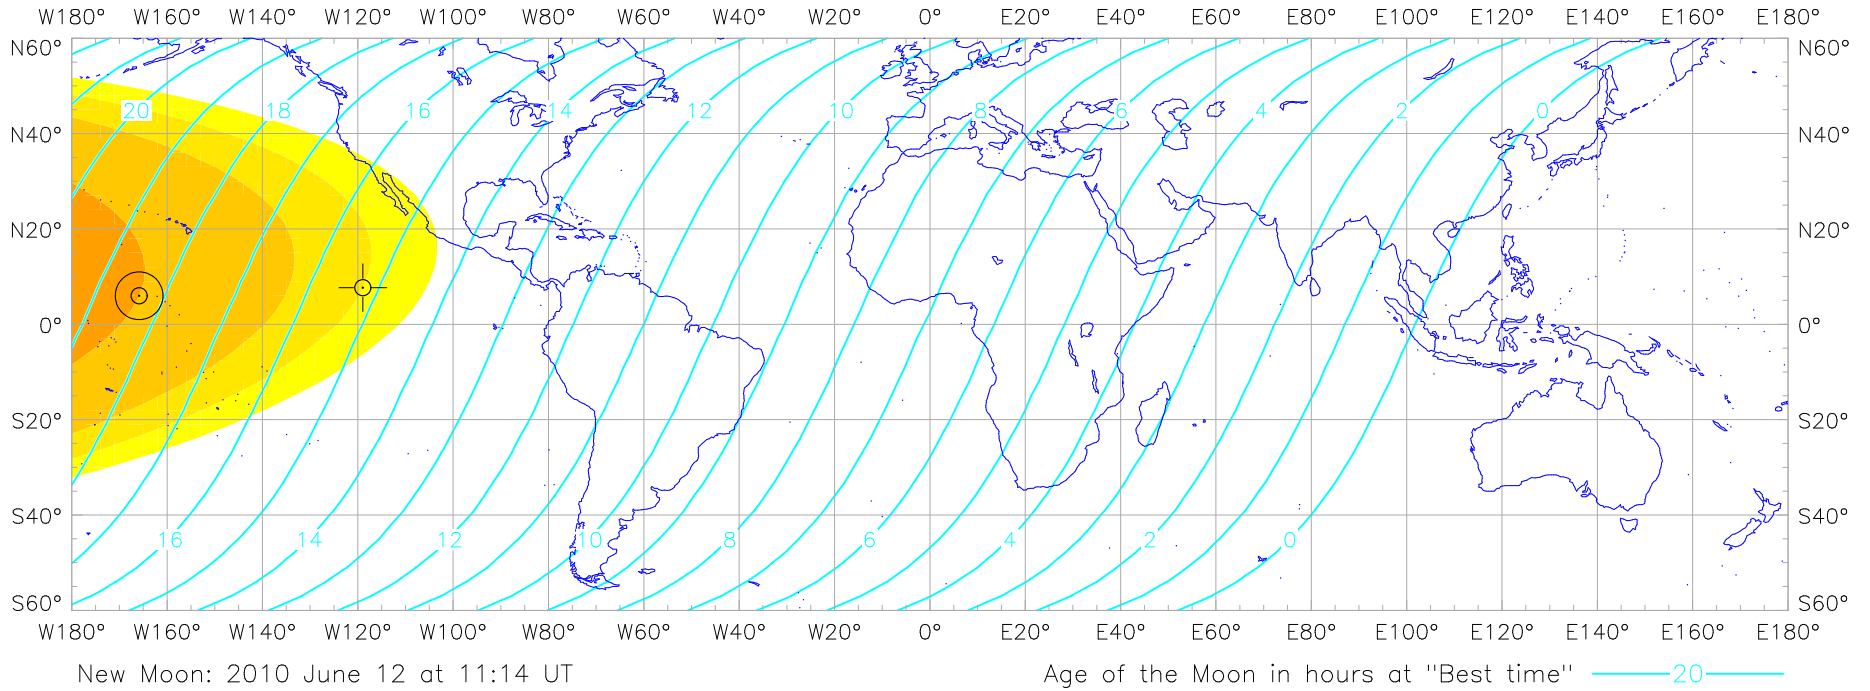 W180° W160° W140° W120° W100° W80° W60° W40° W20° 0° E20° E40° E60° E80° E100° E120° E140° E160° E180°
N60° N60°
20 18 16 14 12 10 8 6 4 2 0
N40° N40°
N20° N20°
0° 0°
S20° S20°
S40° S40°
16 14 12 10 8 6 4 2 0
S60° S60°
W180° W160° W140° W120° W100° W80° W60° W40° W20° 0° E20° E40° E60° E80° E100° E120° E140° E160° E180°
New Moon: 2010 June 12 at 11:14 UT Age of the Moon in hours at "Best time" 20